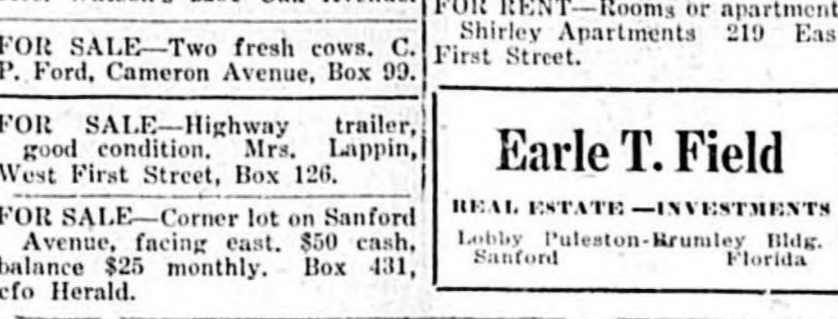 FOR SALE—Two fresh cows. C.
P. Ford, Cameron Avenue, Box 99.
FOR SALE—Highway trailer,
good condition. Mrs. Lappin,
West First Street, Box 126.
FOR SALE—Corner lot on Sanford
Avenue, facing east. $50 cash,
balance $25 monthly. Box 431,
cfo Herald.
FOR RENT—Rooms or apartment
Shirley Apartments 219 Eas
First Street.
Earle T. Field
REAL ESTATE—INVESTMENTS
Lobby Puleston-Brumley Bldg.
Sanford Florida